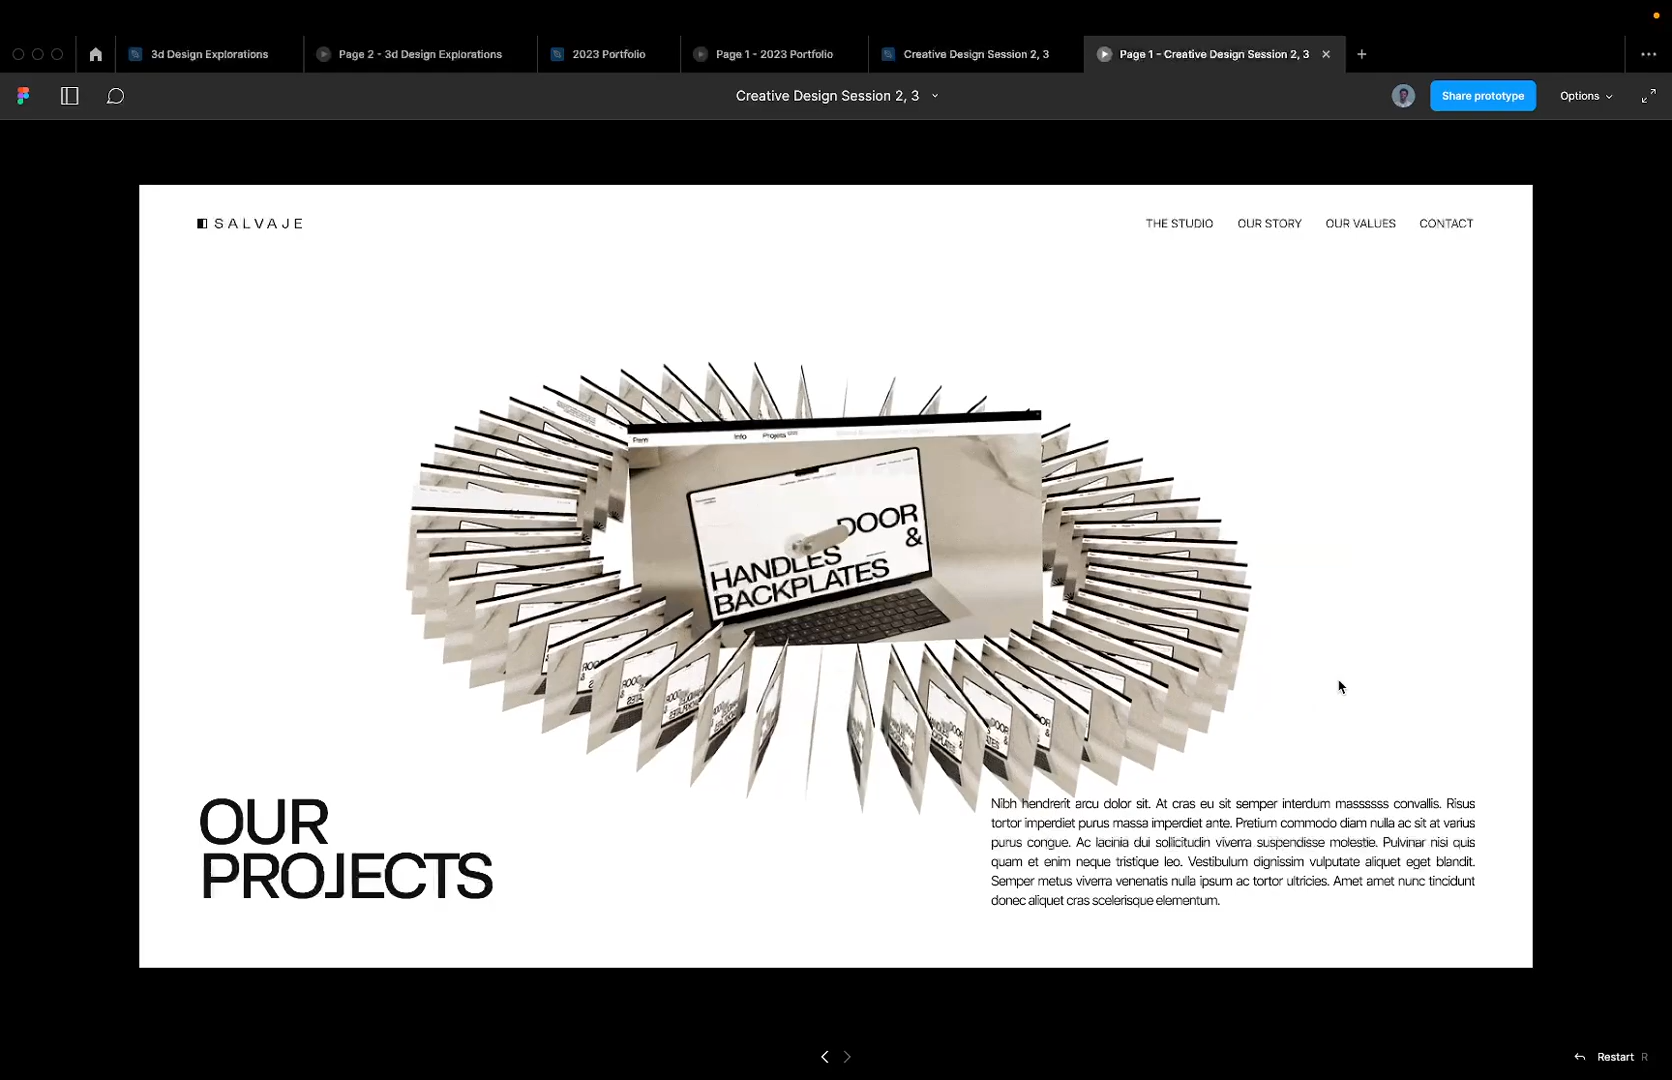 3d Design Explorations
Page 2 - 3d Design Explorations
2023 Portfolio
Page 1 - 2023 Portfolio
Creative Design Session 2, 3
Page 1 - Creative Design Session 2, 3
Creative Design Session 2, 3
Share prototype
Options
SALVAJE
THE STUDIO
OUR STORY
OUR VALUES
CONTACT
Info
Projects
DOOR
&
HANDLES
BACKPLATES
OUR
PROJECTS
Nibh hendrerit arcu dolor sit. At cras eu sit semper interdum massssss convallis. Risus
tortor imperdiet purus massa imperdiet ante. Pretium commodo diam nulla ac sit at varius
purus congue. Ac lacinia dui sollicitudin viverra suspendisse molestie. Pulvinar nisi quis
quam et enim neque tristique leo. Vestibulum dignissim vulputate aliquet eget blandit.
Semper metus viverra venenatis nulla ipsum ac tortor ultricies. Amet amet nunc tincidunt
donec aliquet cras scelerisque elementum.
Restart R